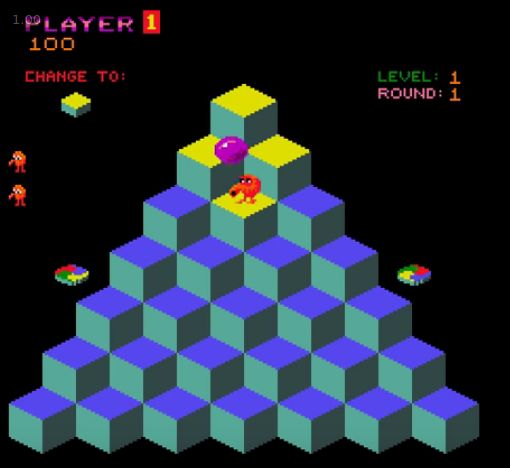 1.00
PLAYER 1
100
CHANGE TO:
LEVEL: 1
ROUND: 1